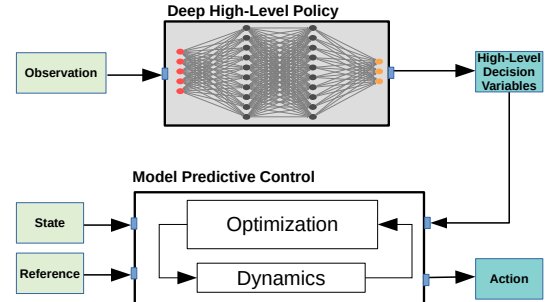 Deep High-Level Policy
Observation
High-Level
Decision
Variables
Model Predictive Control
State
Optimization
Reference
Dynamics
Action